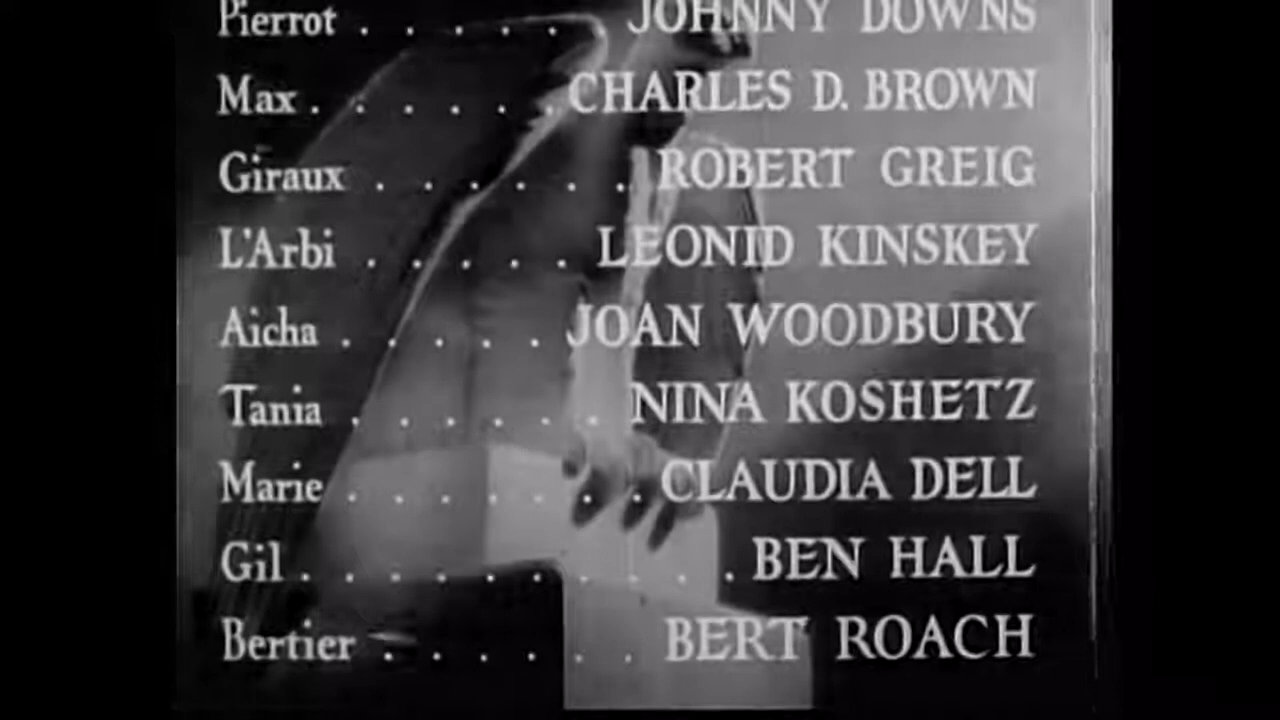 Pierrot . . . . . JOHNNY DOWNS
Max . . . . . . CHARLES D. BROWN
Giraux . . . . . . ROBERT GREIG
L'Arbi . . . . . LEONID KINSKEY
Aicha . . . . . JOAN WOODBURY
Tania . . . . . . NINA KOSHETZ
Marie . . . . . . . CLAUDIA DELL
Gil . . . . . . . . . . BEN HALL
Bertier . . . . . . BERT ROACH